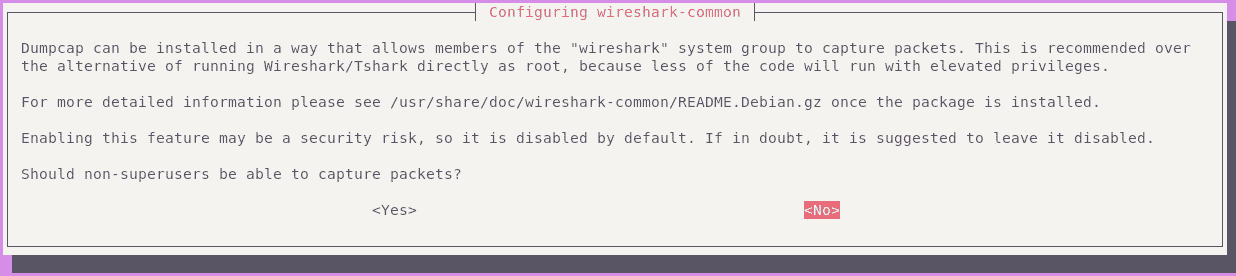 Configuring wireshark-common
Dumpcap can be installed in a way that allows members of the "wireshark" system group to capture packets. This is recommended over
the alternative of running Wireshark/Tshark directly as root, because less of the code will run with elevated privileges.
For more detailed information please see /usr/share/doc/wireshark-common/README.Debian.gz once the package is installed.
Enabling this feature may be a security risk, so it is disabled by default. If in doubt, it is suggested to leave it disabled.
Should non-superusers be able to capture packets?
<Yes> <No>